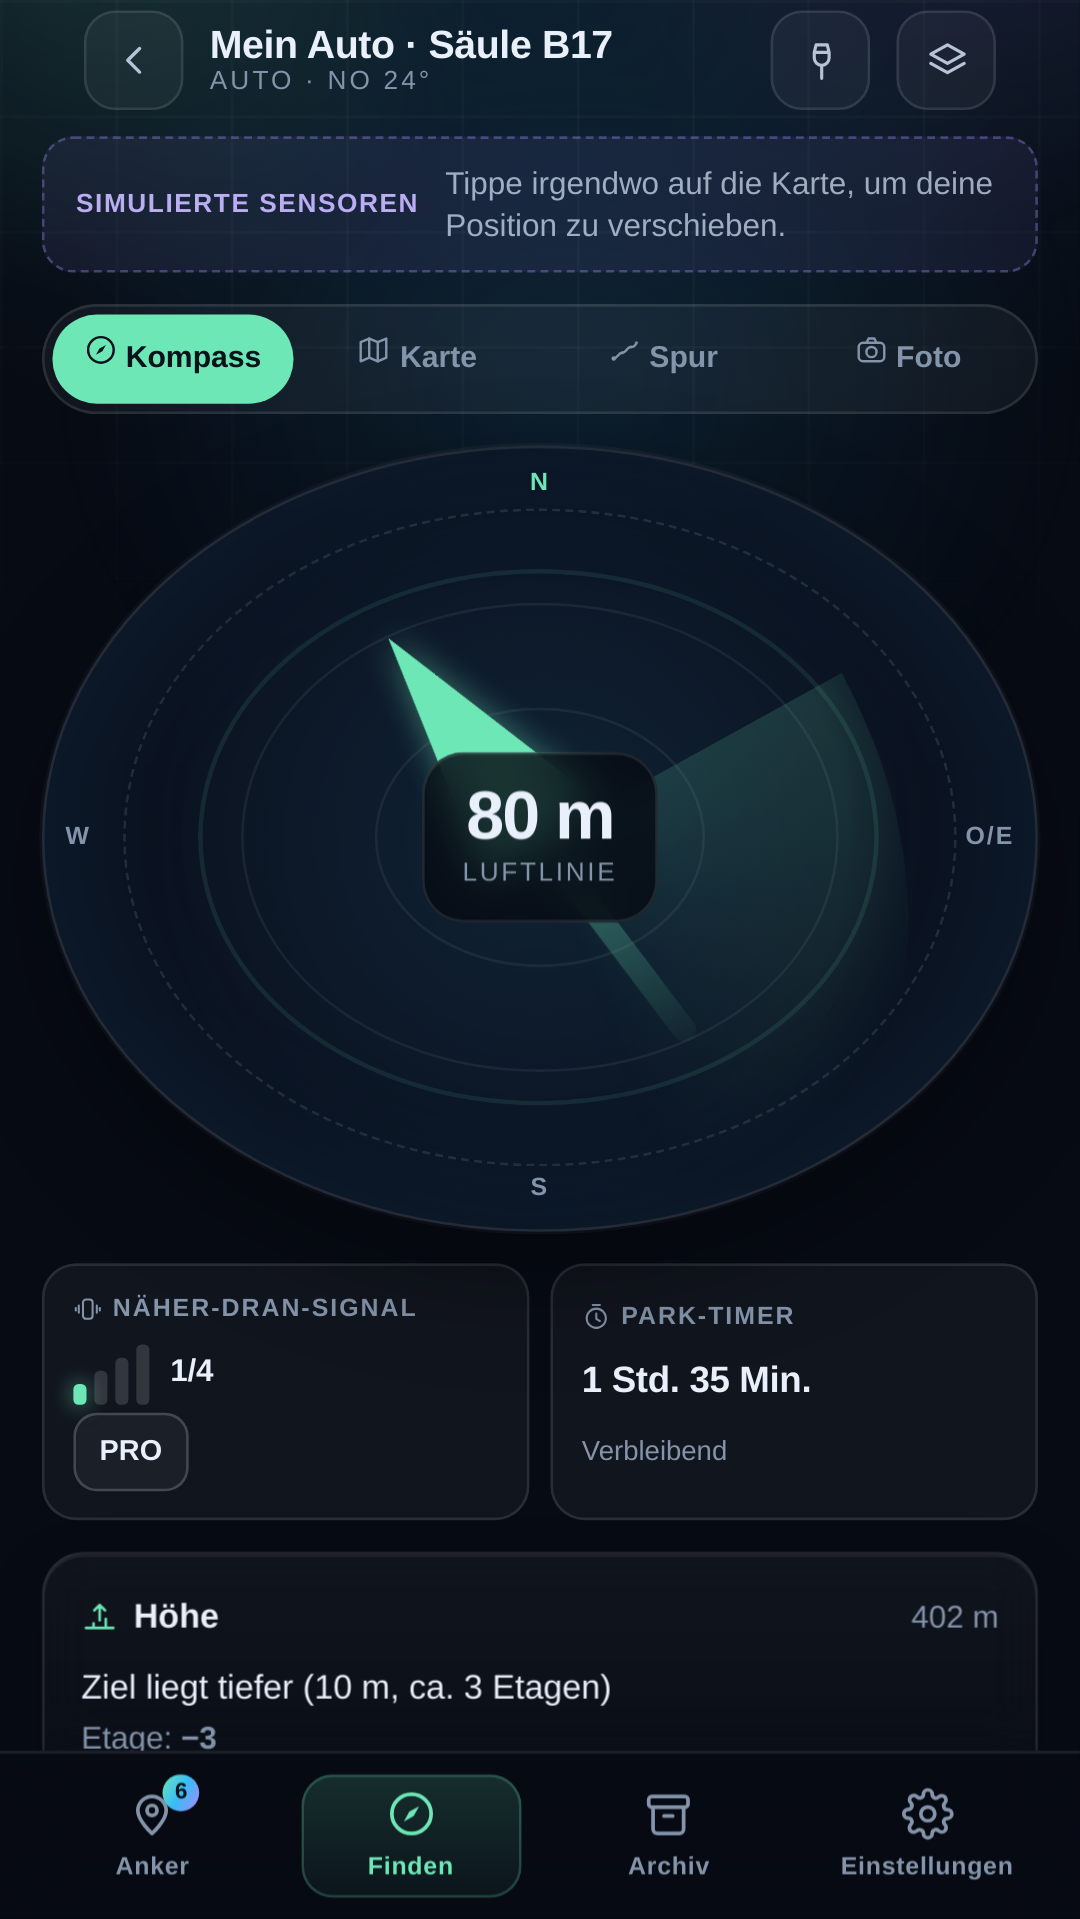 Mein Auto · Säule B17
AUTO · NO 24°
SIMULIERTE SENSOREN
Tippe irgendwo auf die Karte, um deine
Position zu verschieben.
Kompass
Karte
Spur
Foto
N
W
O/E
80 m
LUFTLINIE
S
NÄHER-DRAN-SIGNAL
1/4
PRO
PARK-TIMER
1 Std. 35 Min.
Verbleibend
Höhe
402 m
Ziel liegt tiefer (10 m, ca. 3 Etagen)
Etage: −3
6
Anker
Finden
Archiv
Einstellungen